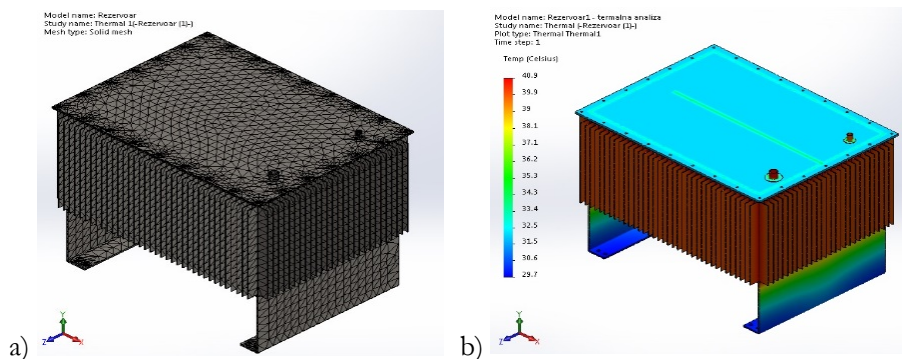 Model name: Rezervoar
Study name: Thermal 1(-Rezervoar (1)-)
Mesh type: Solid mesh
a)
Y
Z
X
Model name: Rezervoar1 - termalna analiza
Study name: Thermal (-Rezervoar (1)-)
Plot type: Thermal Thermal1
Time step: 1
Temp (Celsius)
40.9
39.9
39
38.1
37.1
36.2
35.3
34.3
33.4
32.5
31.5
30.6
29.7
b)
Y
Z
X